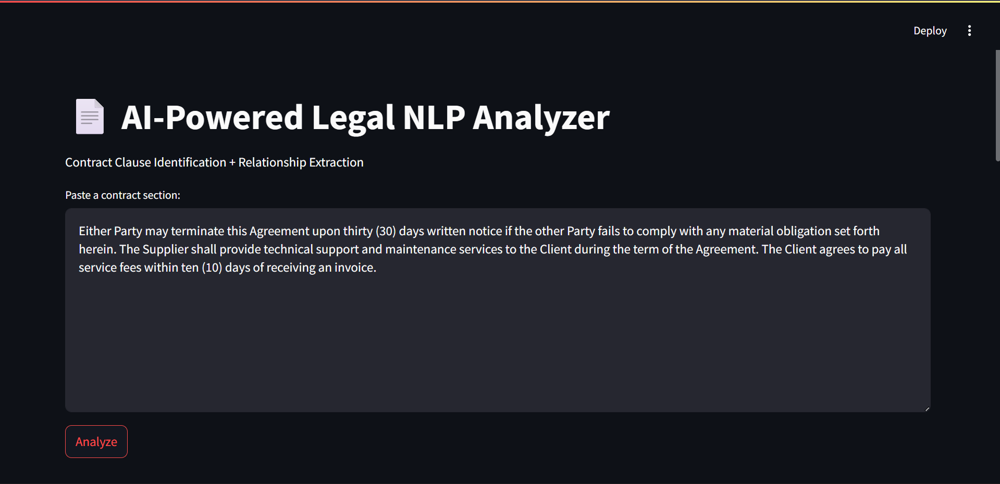 Deploy
AI-Powered Legal NLP Analyzer
Contract Clause Identification + Relationship Extraction
Paste a contract section:
Either Party may terminate this Agreement upon thirty (30) days written notice if the other Party fails to comply with any material obligation set forth
herein. The Supplier shall provide technical support and maintenance services to the Client during the term of the Agreement. The Client agrees to pay all
service fees within ten (10) days of receiving an invoice.
Analyze